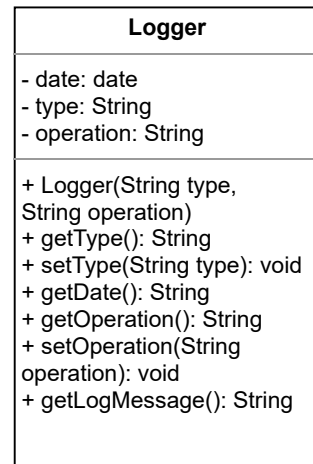 Logger
- date: date
- type: String
- operation: String
+ Logger(String type,
String operation)
+ getType(): String
+ setType(String type): void
+ getDate(): String
+ getOperation(): String
+ setOperation(String
operation): void
+ getLogMessage(): String